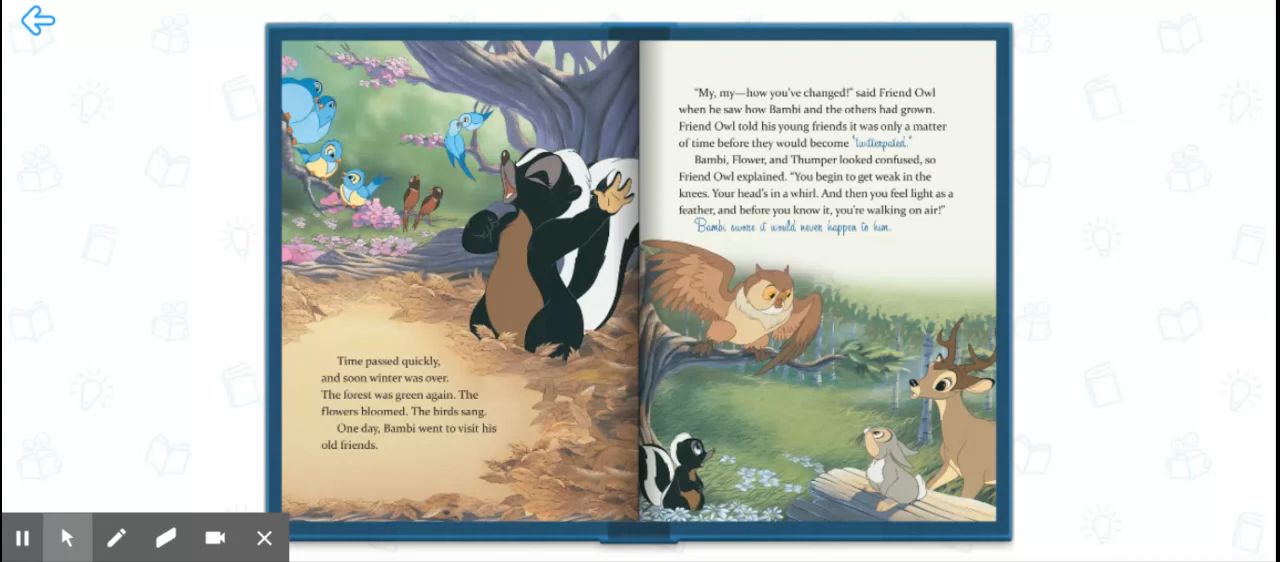 Time passed quickly,
and soon winter was over.
The forest was green again. The
flowers bloomed. The birds sang.
One day, Bambi went to visit his
old friends.
“My, my—how you’ve changed!” said Friend Owl
when he saw how Bambi and the others had grown.
Friend Owl told his young friends it was only a matter
of time before they would become “twitterpated.”
Bambi, Flower, and Thumper looked confused, so
Friend Owl explained. “You begin to get weak in the
knees. Your head’s in a whirl. And then you feel light as a
feather, and before you know it, you’re walking on air!”
Bambi swore it would never happen to him.